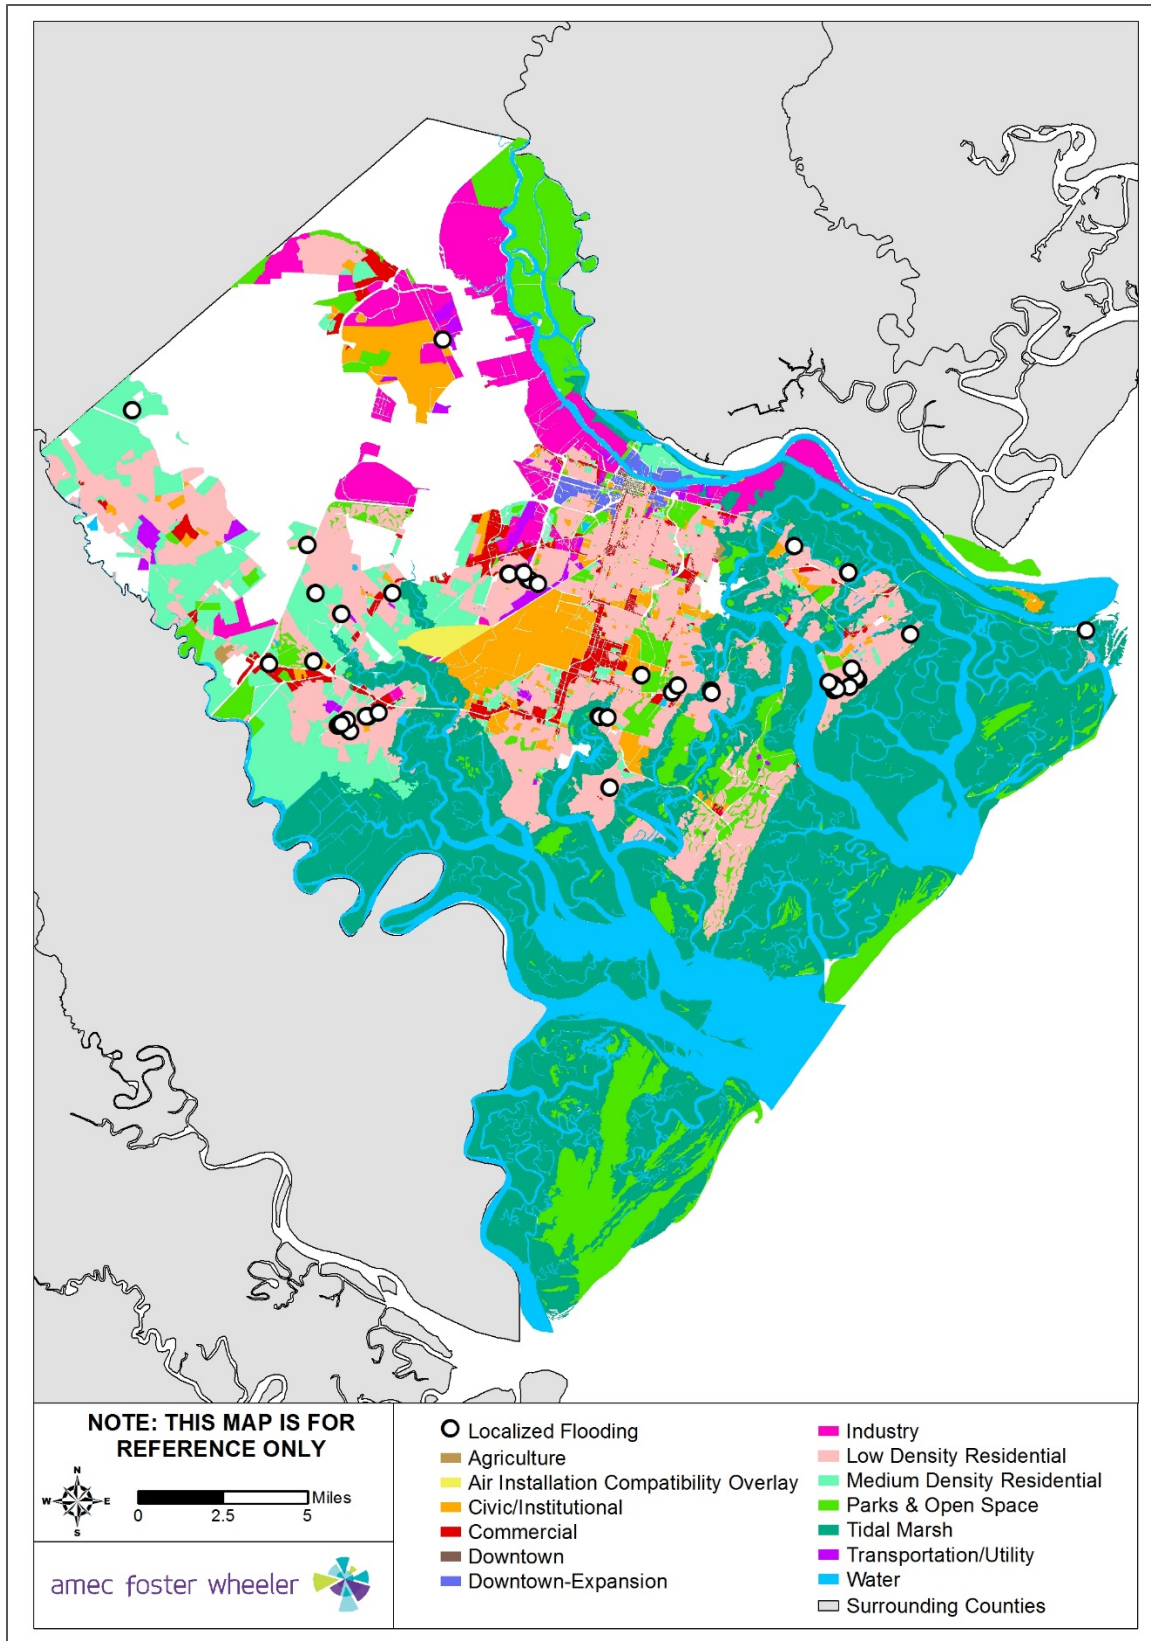 NOTE: THIS MAP IS FOR
REFERENCE ONLY
N
W
E
S
Miles
0
2.5
5
amec foster wheeler
Localized Flooding
Agriculture
Air Installation Compatibility Overlay
Civic/Institutional
Commercial
Downtown
Downtown-Expansion
Industry
Low Density Residential
Medium Density Residential
Parks & Open Space
Tidal Marsh
Transportation/Utility
Water
Surrounding Counties